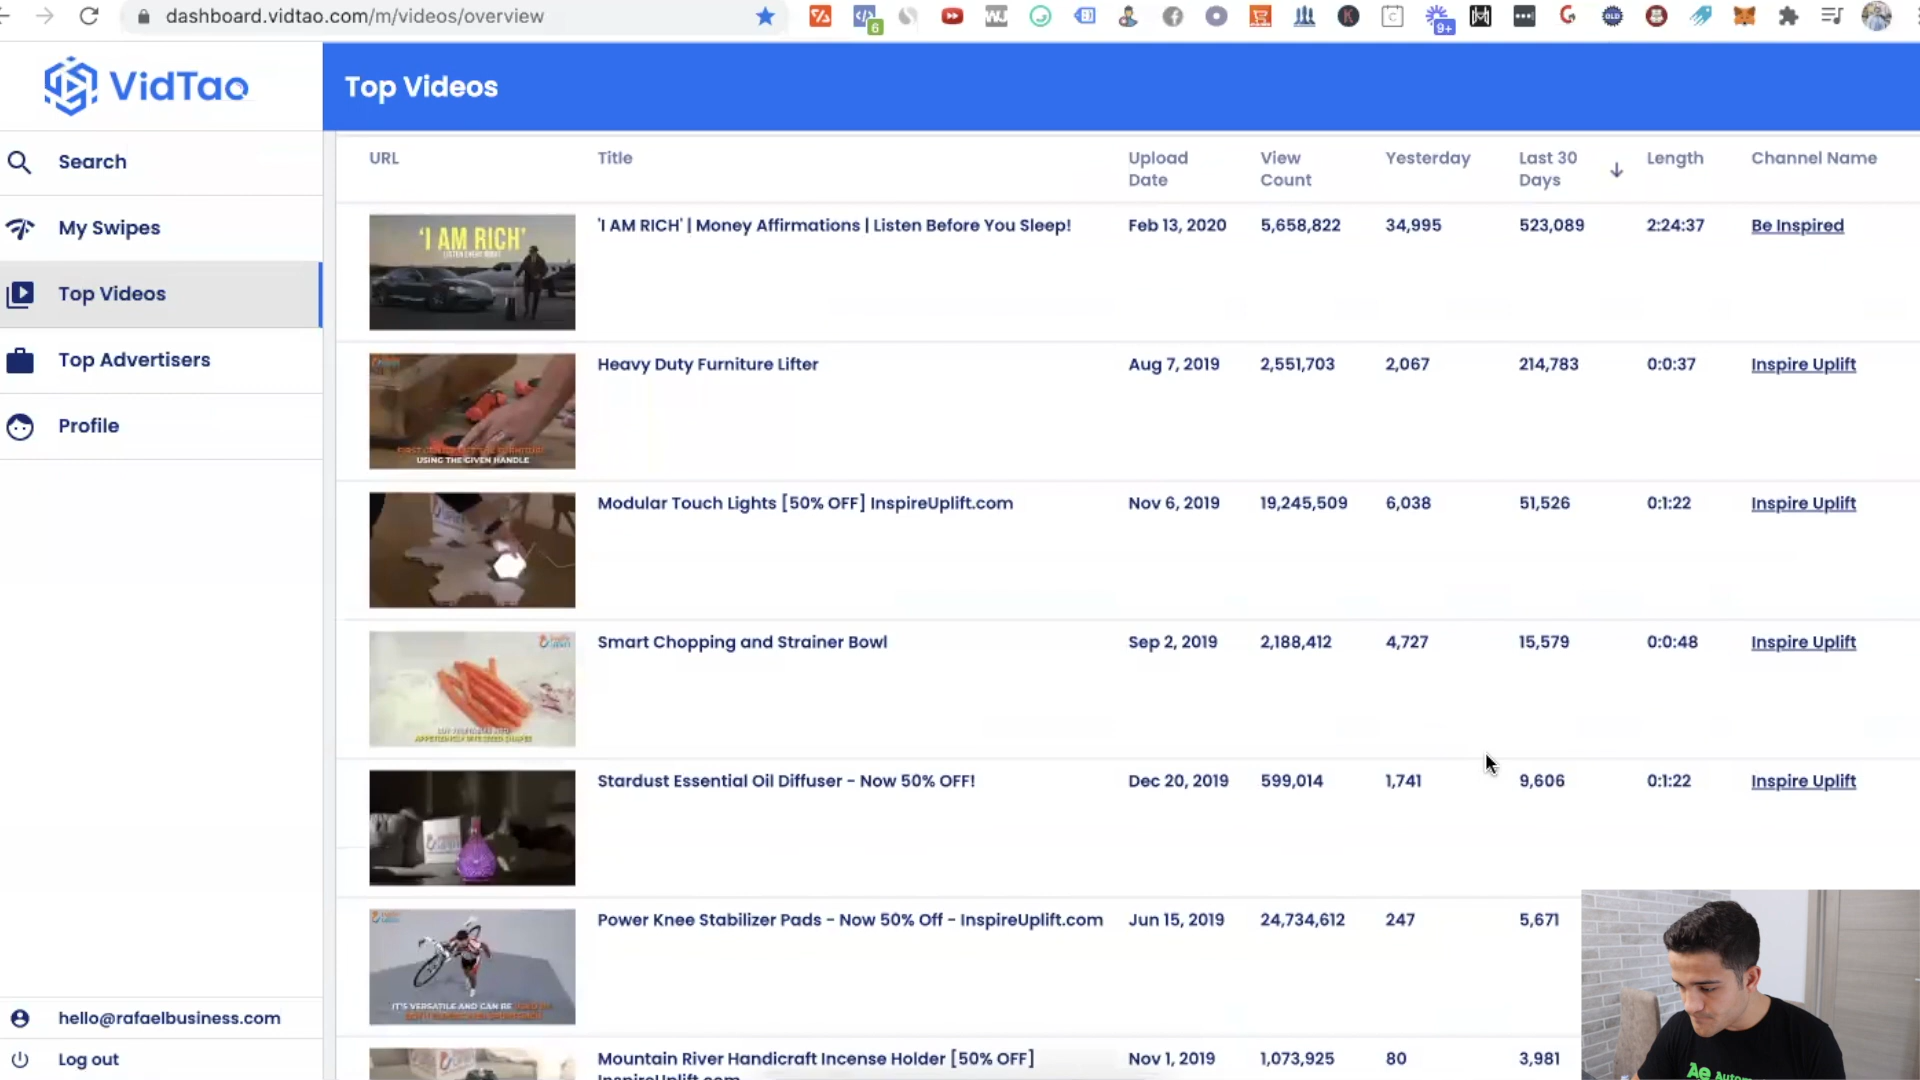 dashboard.vidtao.com/m/videos/overview
6
9+
VidTao
Top Videos
Search
My Swipes
Top Videos
Top Advertisers
Profile
hello@rafaelbusiness.com
Log out
URL Title Upload Date View Count Yesterday Last 30 Days Length Channel Name
'I AM RICH'
'I AM RICH' | Money Affirmations | Listen Before You Sleep! Feb 13, 2020 5,658,822 34,995 523,089 2:24:37 Be Inspired
USING THE GIVEN HANDLE
Heavy Duty Furniture Lifter Aug 7, 2019 2,551,703 2,067 214,783 0:0:37 Inspire Uplift
Modular Touch Lights [50% OFF] InspireUplift.com Nov 6, 2019 19,245,509 6,038 51,526 0:1:22 Inspire Uplift
Smart Chopping and Strainer Bowl Sep 2, 2019 2,188,412 4,727 15,579 0:0:48 Inspire Uplift
Stardust Essential Oil Diffuser - Now 50% OFF! Dec 20, 2019 599,014 1,741 9,606 0:1:22 Inspire Uplift
IT'S VERSATILE AND CAN BE
Power Knee Stabilizer Pads - Now 50% Off - InspireUplift.com Jun 15, 2019 24,734,612 247 5,671
Mountain River Handicraft Incense Holder [50% OFF] Nov 1, 2019 1,073,925 80 3,981
InspireUplift.com
Ae